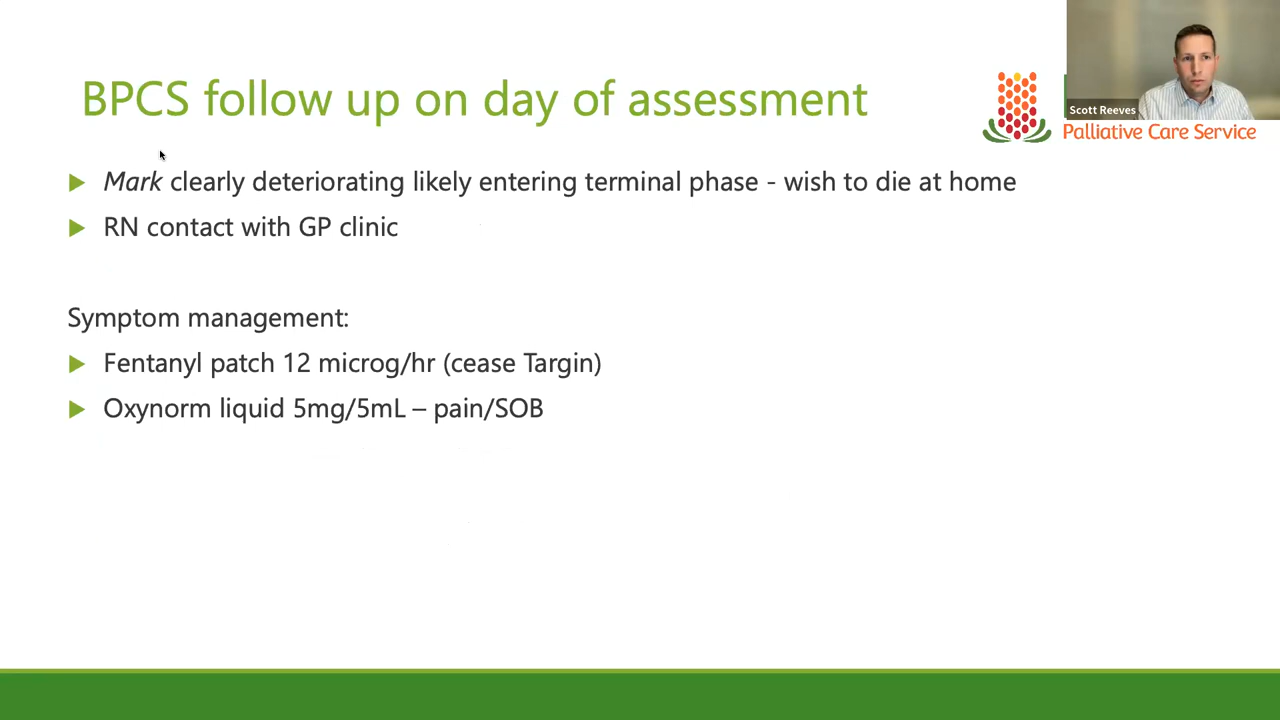 BPCS follow up on day of assessment
Scott Reeves
Palliative Care Service
Mark clearly deteriorating likely entering terminal phase - wish to die at home
RN contact with GP clinic
Symptom management:
Fentanyl patch 12 microg/hr (cease Targin)
Oxynorm liquid 5mg/5mL – pain/SOB